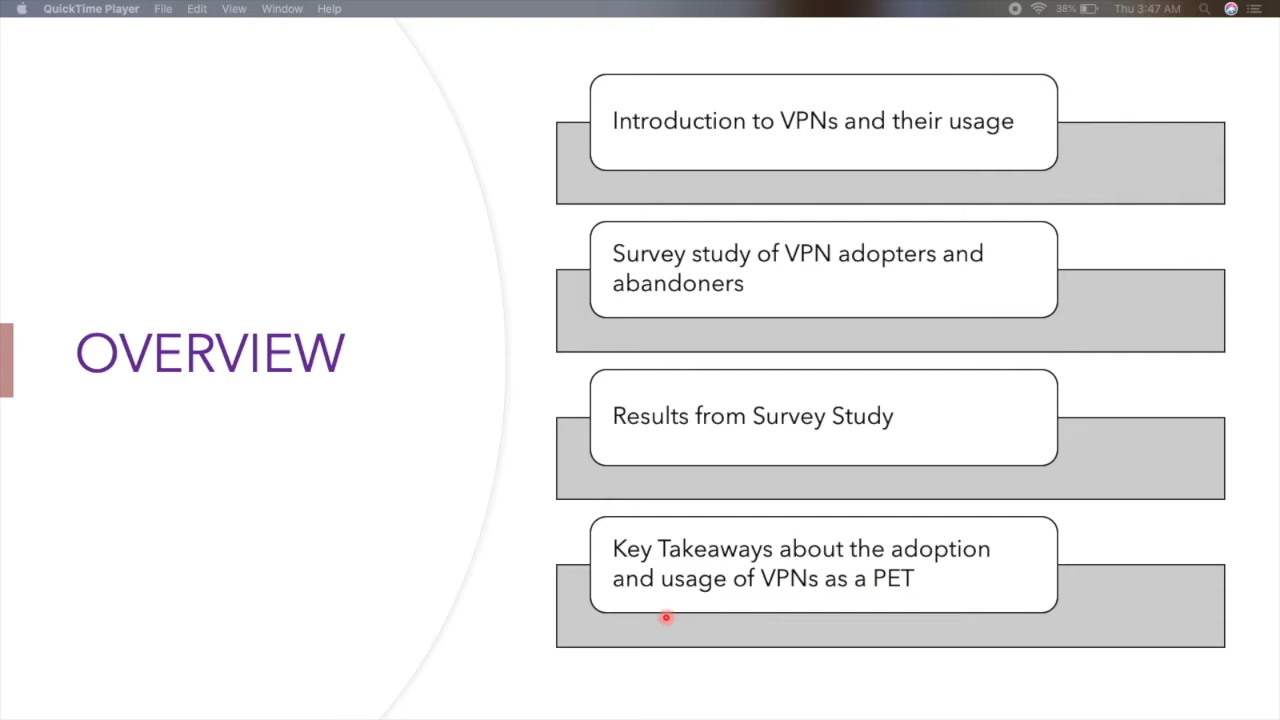 QuickTime Player File Edit View Window Help 38% Thu 3:47 AM
OVERVIEW
Introduction to VPNs and their usage
Survey study of VPN adopters and
abandoners
Results from Survey Study
Key Takeaways about the adoption
and usage of VPNs as a PET